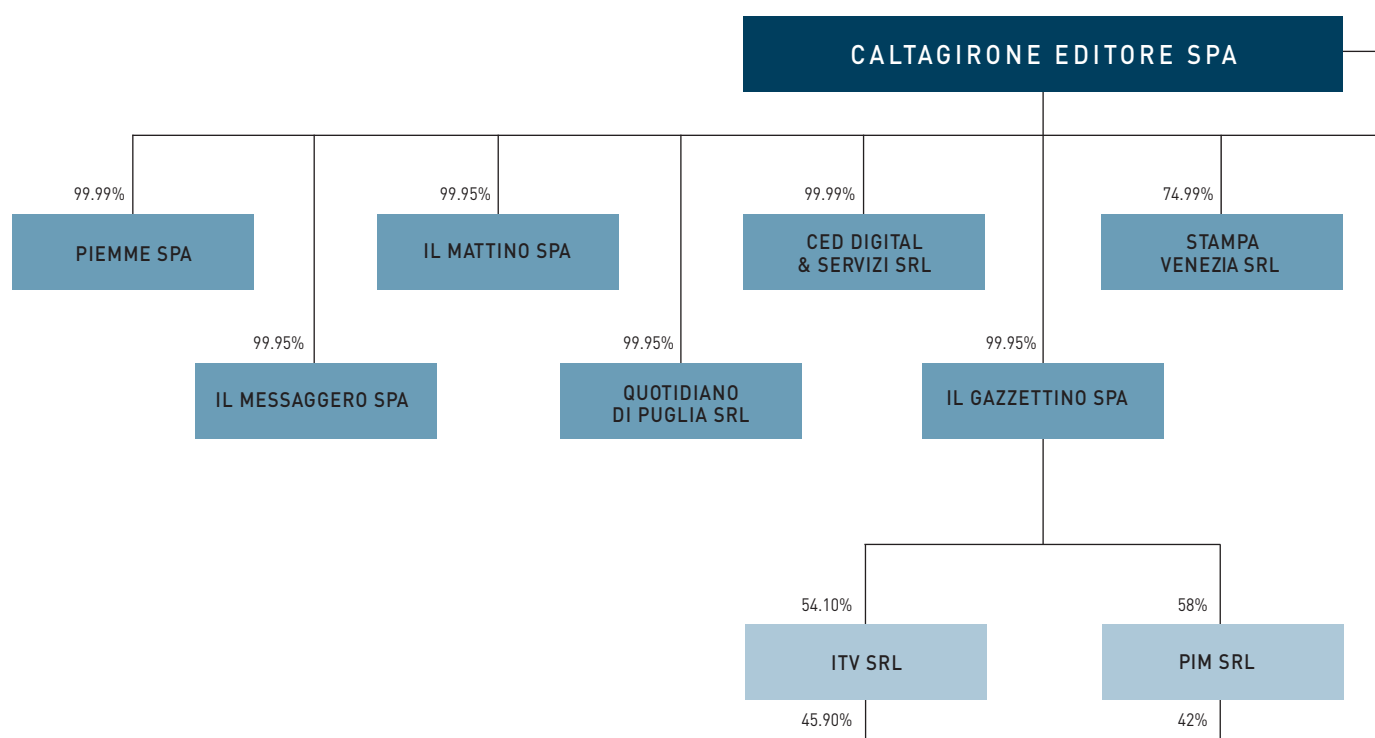 CALTAGIRONE EDITORE SPA
99.99%
99.95%
99.99%
74.99%
PIEMME SPA
IL MATTINO SPA
CED DIGITAL
& SERVIZI SRL
STAMPA
VENEZIA SRL
99.95%
99.95%
99.95%
IL MESSAGGERO SPA
QUOTIDIANO
DI PUGLIA SRL
IL GAZZETTINO SPA
54.10%
58%
ITV SRL
PIM SRL
45.90%
42%